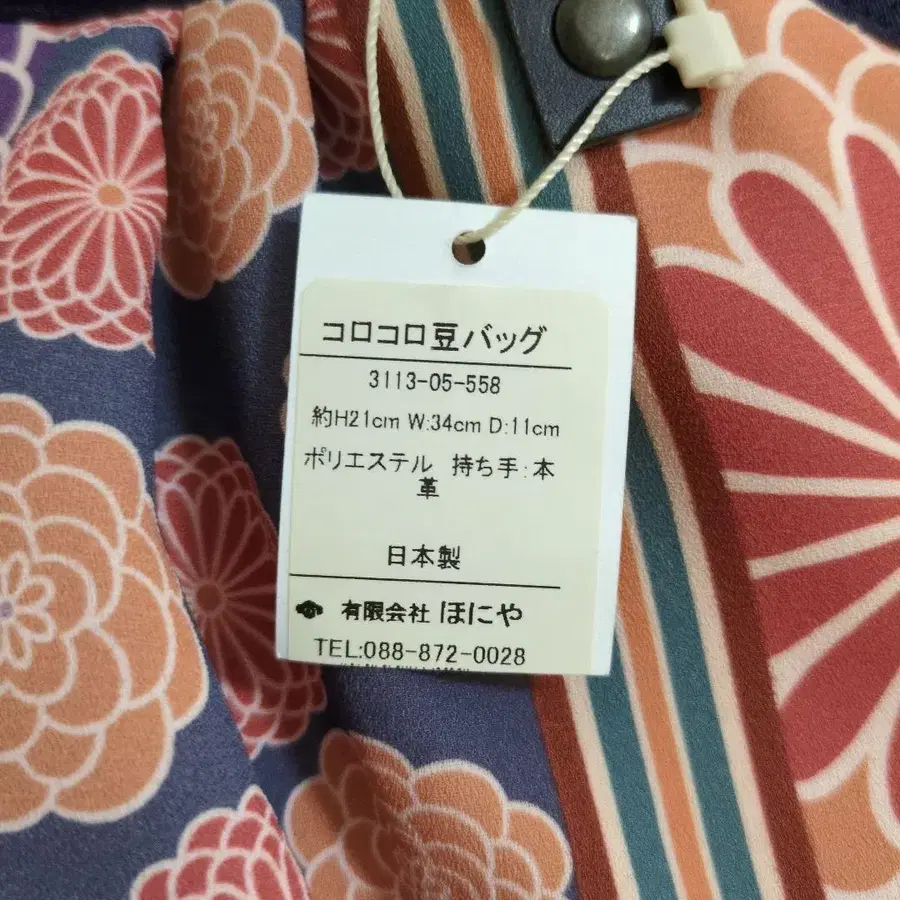 コロコロ豆バッグ
3113-05-558
約H21cm W:34cm D:11cm
ポリエステル 持ち手:本
革
日本製
有限会社 ほにや
TEL:088-872-0028